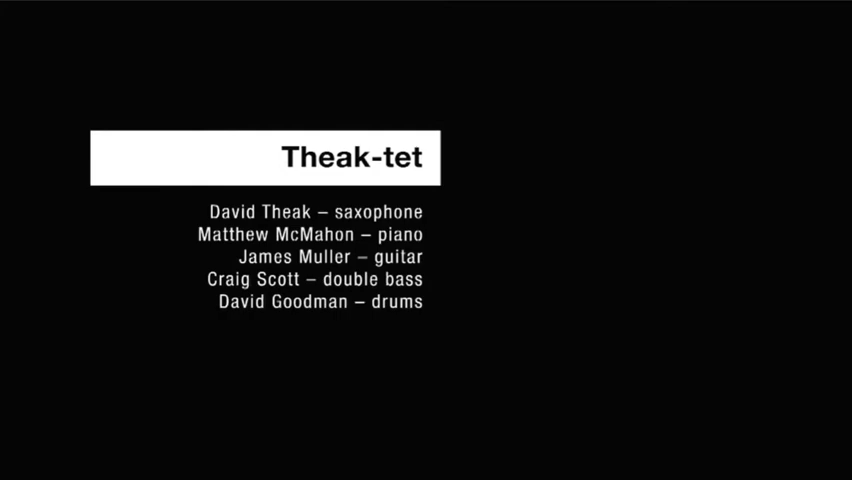 Theak-tet
David Theak – saxophone
Matthew McMahon – piano
James Muller – guitar
Craig Scott – double bass
David Goodman – drums